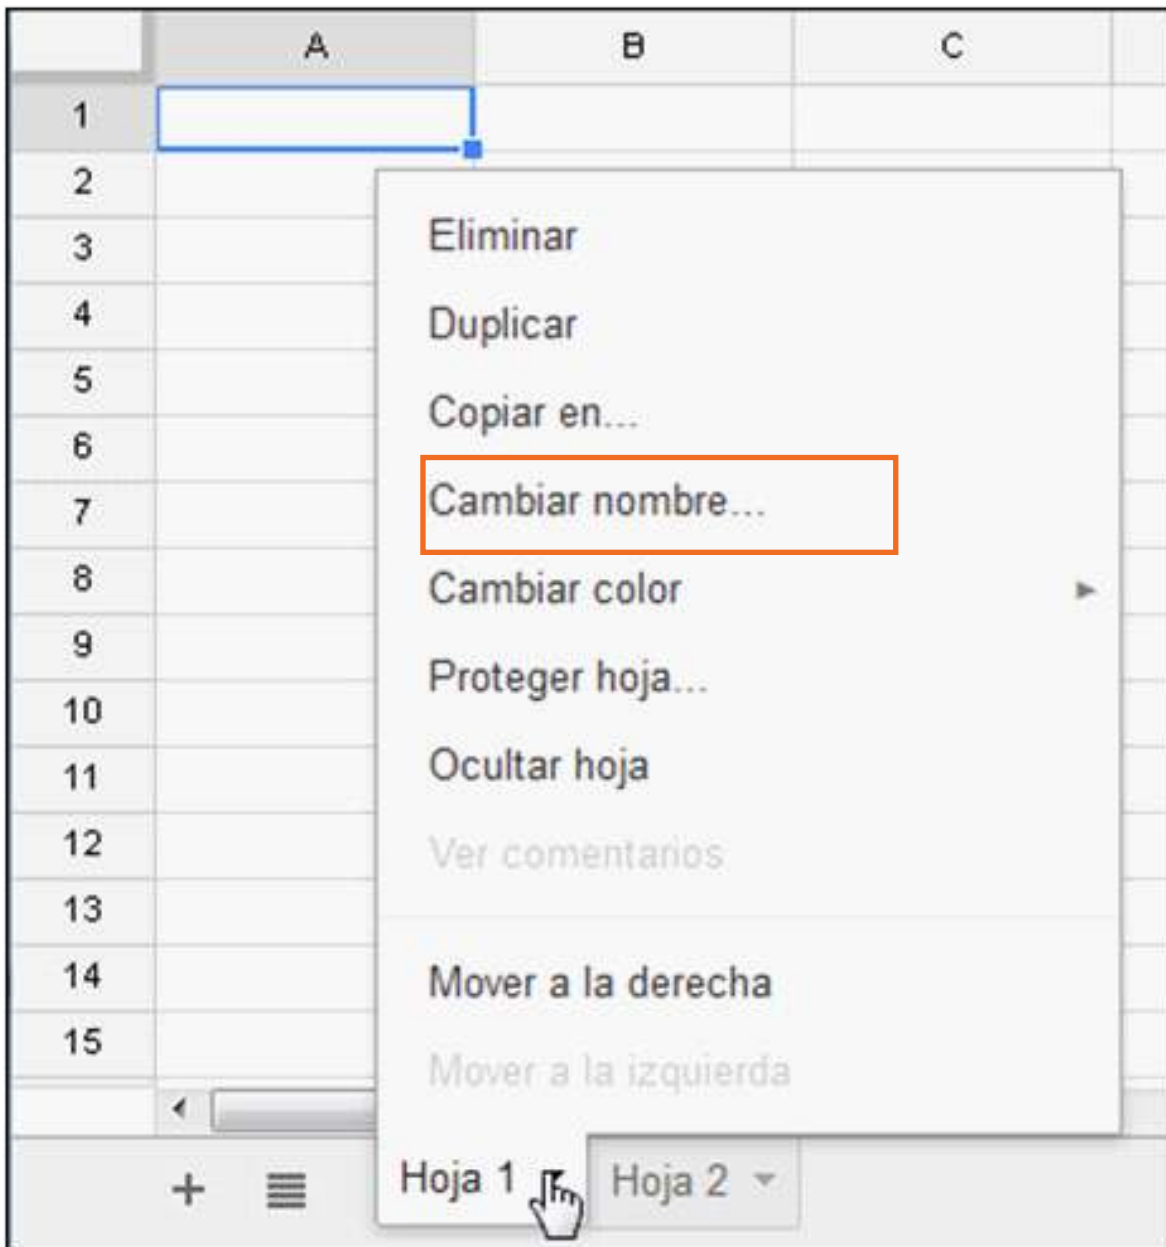 A B C
1
2
3
4
5
6
7
8
9
10
11
12
13
14
15
Eliminar
Duplicar
Copiar en...
Cambiar nombre...
Cambiar color
Proteger hoja...
Ocultar hoja
Ver comentarios
Mover a la derecha
Mover a la izquierda
Hoja 1 Hoja 2